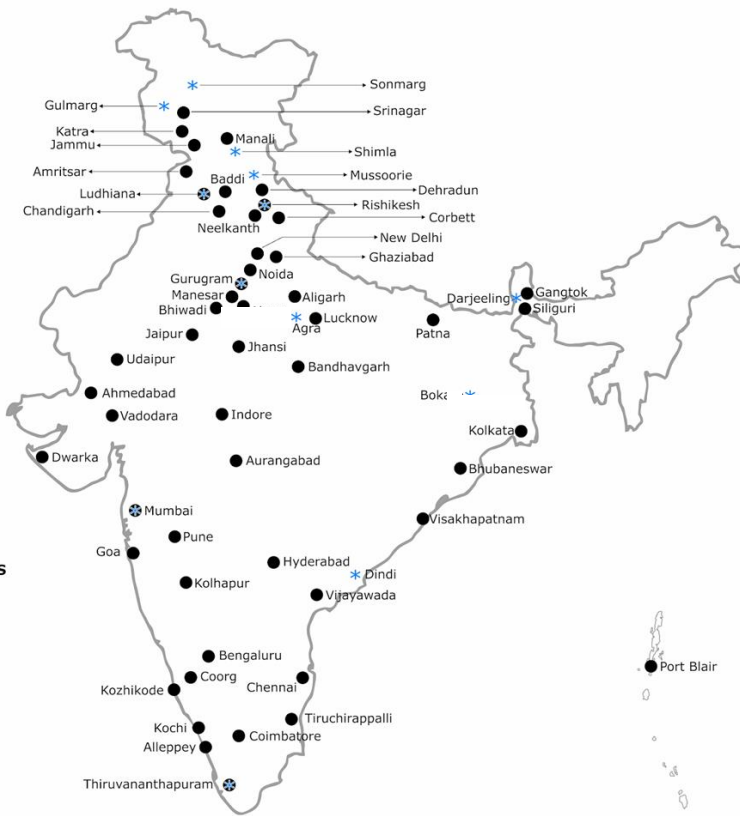 Sonmarg
Gulmarg
Srinagar
Katra
Manali
Jammu
Shimla
Amritsar
Mussoorie
Baddi
Dehradun
Ludhiana
Rishikesh
Chandigarh
Corbett
Neelkanth
New Delhi
Ghaziabad
Noida
Gurugram
Manesar
Aligarh
Gangtok
Darjeeling
Bhiwadi
Siliguri
Lucknow
Agra
Patna
Jaipur
Jhansi
Udaipur
Bandhavgarh
Ahmedabad
Boka
Vadodara
Indore
Kolkata
Dwarka
Aurangabad
Bhubaneswar
Mumbai
Visakhapatnam
Pune
Goa
Hyderabad
s
Dindi
Kolhapur
Vijayawada
Bengaluru
Port Blair
Coorg
Chennai
Kozhikode
Tiruchirappalli
Kochi
Coimbatore
Alleppey
Thiruvananthapuram